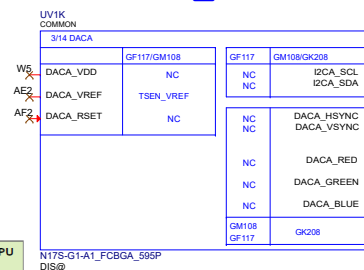 UV1K
COMMON
3/14 DACA
GF117/GM108
GF117
GM108/GK208
W5
DACA_VDD
NC
NC
I2CA_SCL
NC
I2CA_SDA
AE2
DACA_VREF
TSEN_VREF
AF2
DACA_RSET
NC
NC
DACA_HSYNC
NC
DACA_VSYNC
NC
DACA_RED
NC
DACA_GREEN
NC
DACA_BLUE
GM108
GF117
GK208
PU
N17S-G1-A1_FCBGA_595P
DIS@